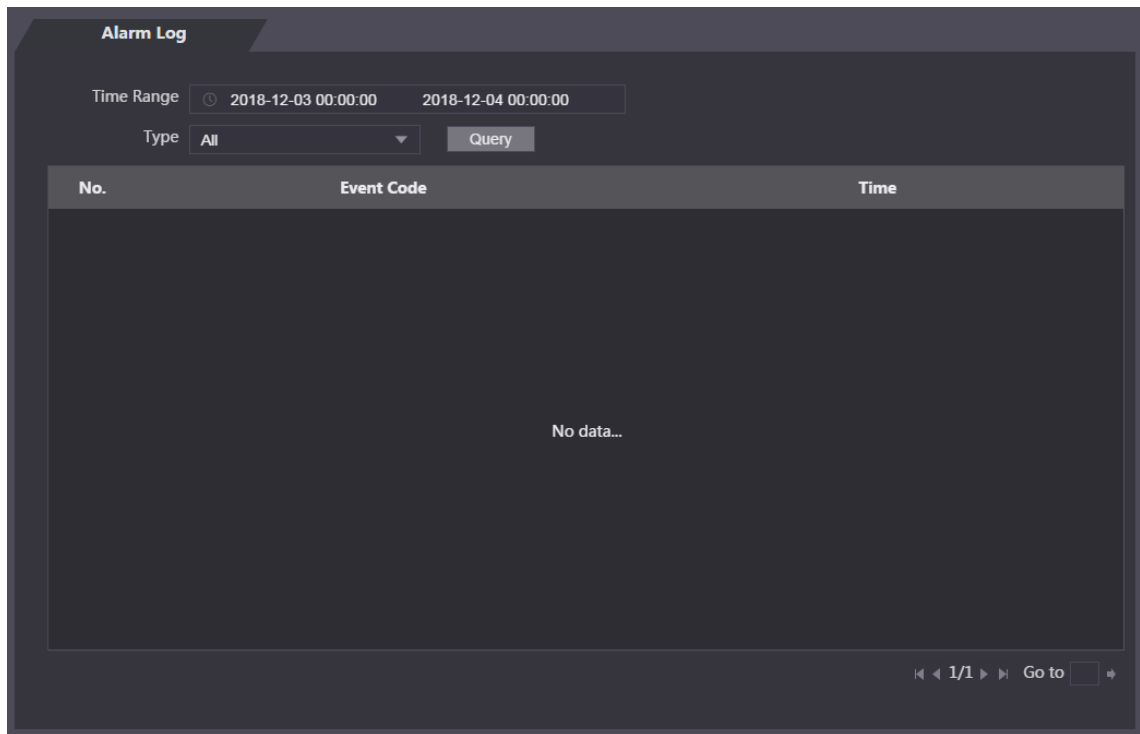 Alarm Log
Time Range 2018-12-03 00:00:00 2018-12-04 00:00:00
Type All Query
No. Event Code Time
No data...
1/1 Go to